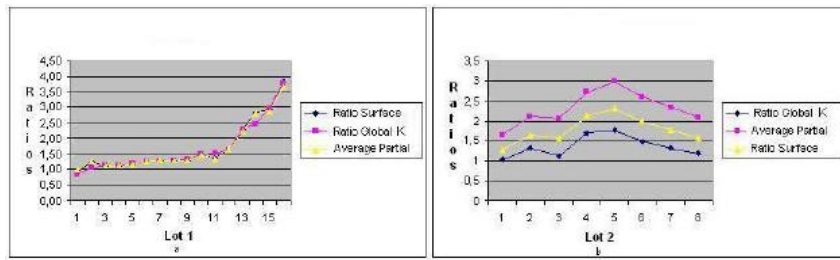 4,50
4,00
3,50
3,00
2,50
2,00
1,50
1,00
0,50
0,00
Ratios
1 3 5 7 9 11 13 15
Lot 1
a
Ratio Surface
Ratio Global K
Average Partial
3,5
3
2,5
2
1,5
1
0,5
0
Ratios
1 2 3 4 5 6 7 8
Lot 2
b
Ratio Global K
Average Partial
Ratio Surface